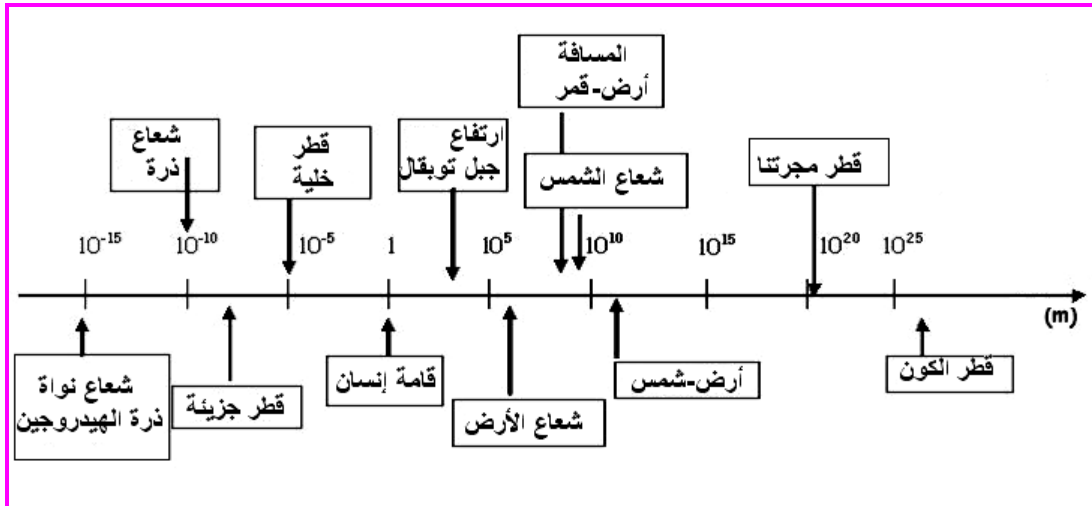 المسافة
أرض-قمر
شعاع
ذرة
قطر
خلية
ارتفاع
جبل توبقال
شعاع الشمس
قطر مجرتنا
10⁻¹⁵ 10⁻¹⁰ 10⁻⁵ 1 10⁵ 10¹⁰ 10¹⁵ 10²⁰ 10²⁵
(m)
شعاع نواة
ذرة الهيدروجين
قطر جزيئة
قامة إنسان
شعاع الأرض
أرض-شمس
قطر الكون